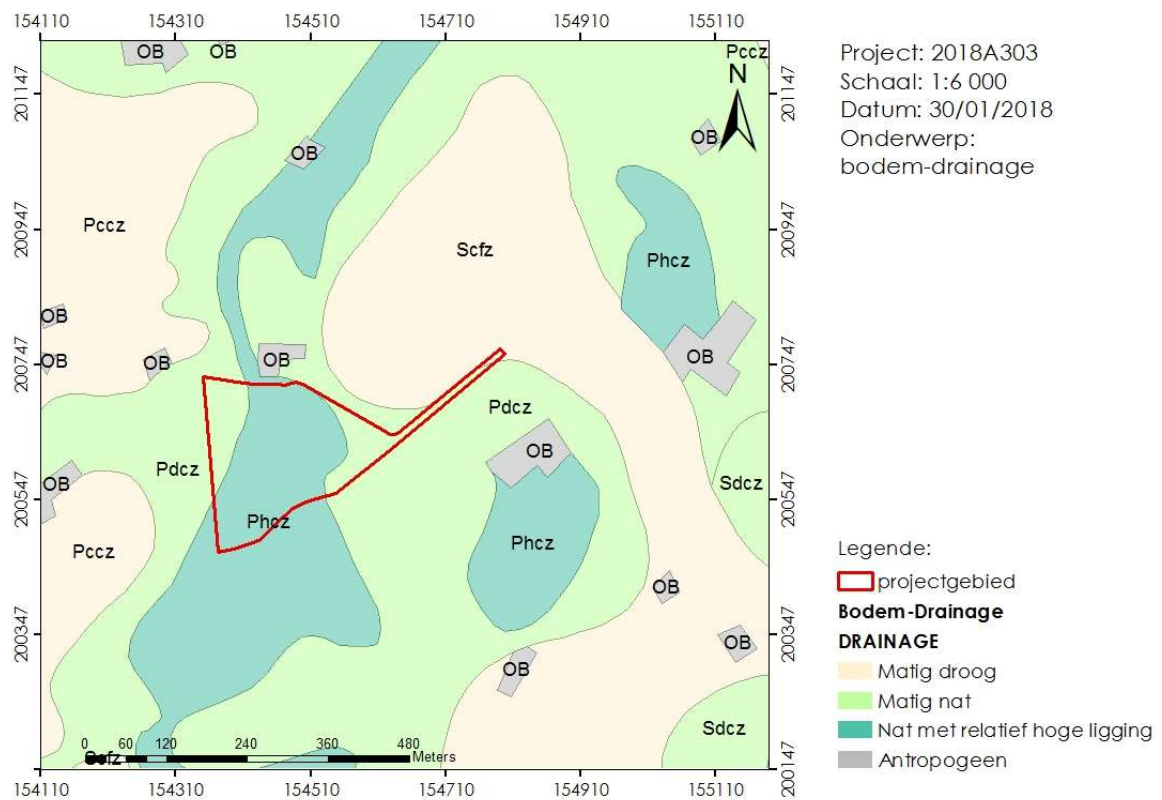 154110 154310 154510 154710 154910 155110
OB OB Pccz
N
201147 201147
OB
OB
200947 200947
Pccz
Scfz
Phcz
OB
OB OB OB OB
200747 200747
Pdcz
OB
Pdcz
OB
Sdcz
200547 200547
Phcz
Pccz
Phcz
OB
200347 200347
OB
OB
Sdcz
0 60 120 240 360 480
Meters
200147 200147
154110 154310 154510 154710 154910 155110
Project: 2018A303
Schaal: 1:6 000
Datum: 30/01/2018
Onderwerp:
bodem-drainage
Legende:
projectgebied
Bodem-Drainage
DRAINAGE
Matig droog
Matig nat
Nat met relatief hoge ligging
Antropogeen